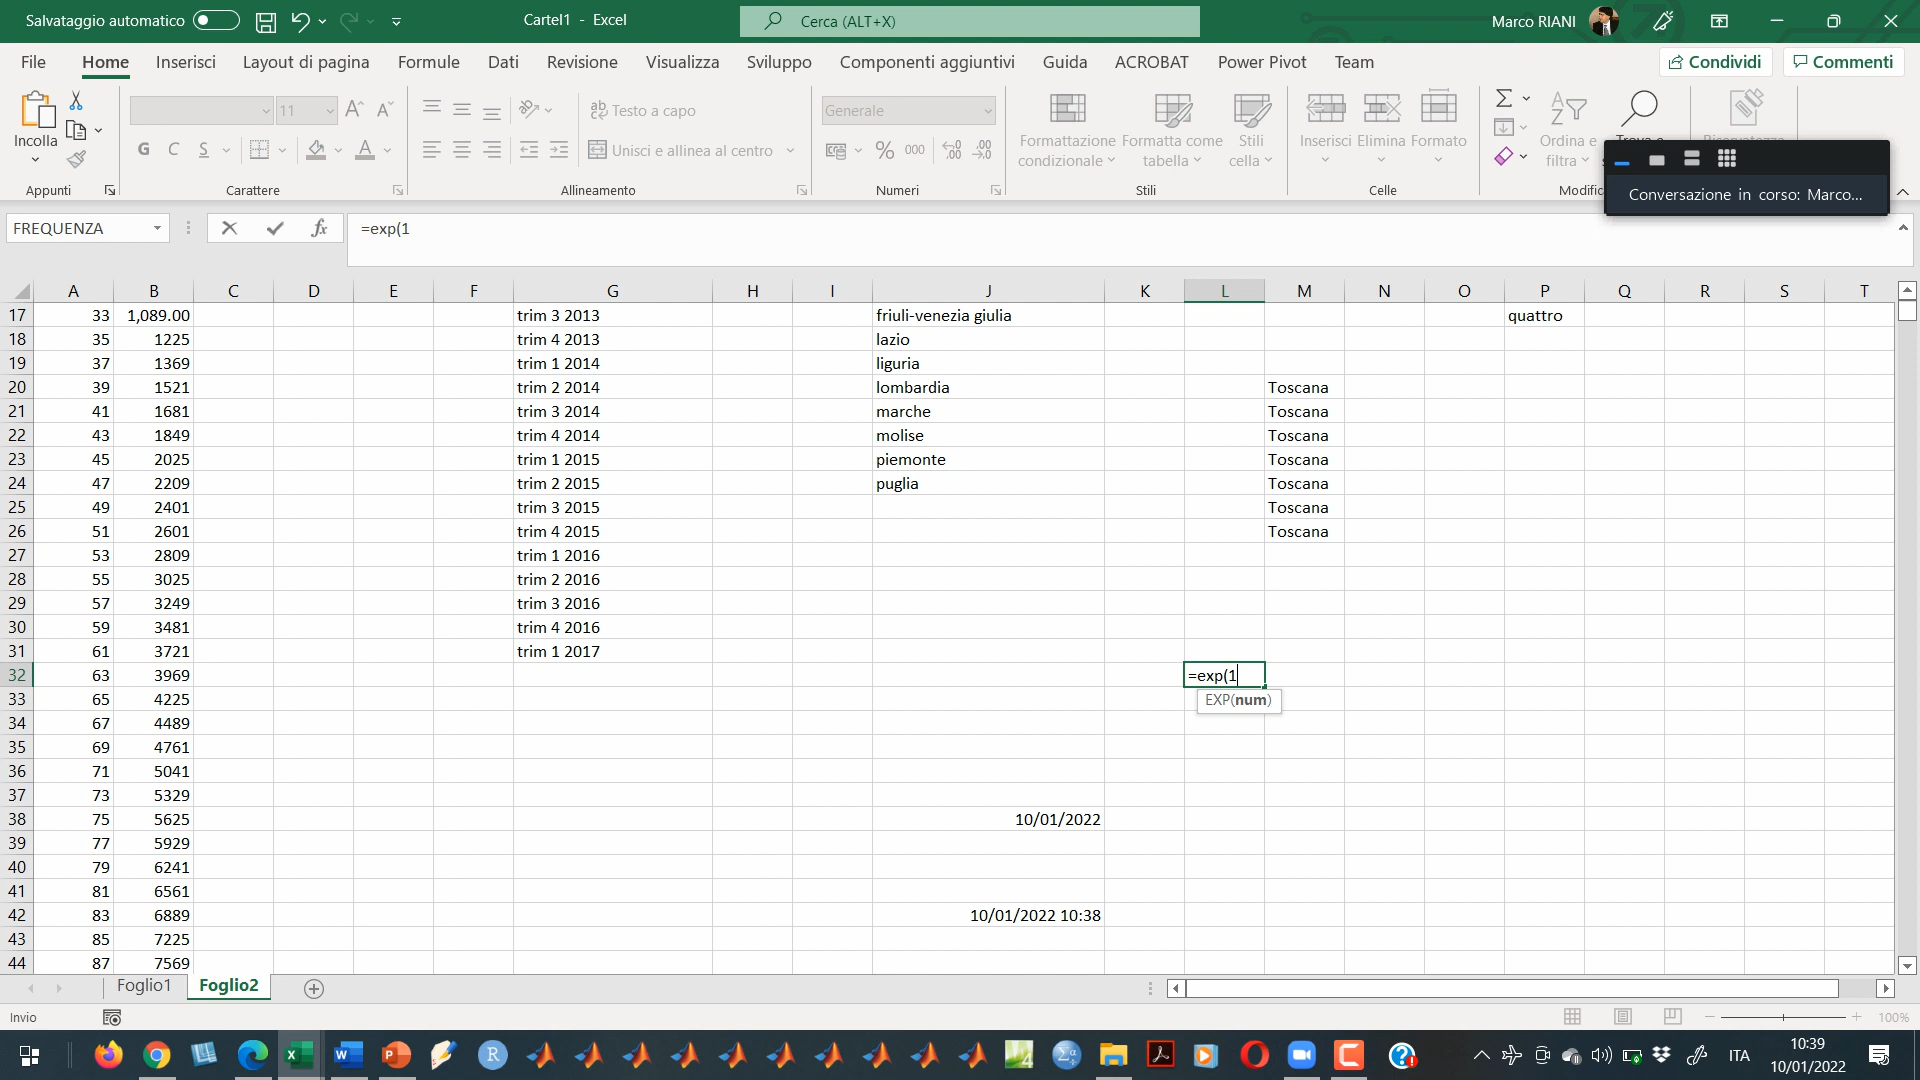 Salvataggio automatico
Cartel1 - Excel
Cerca (ALT+X)
Marco RIANI
File Home Inserisci Layout di pagina Formule Dati Revisione Visualizza Sviluppo Componenti aggiuntivi Guida ACROBAT Power Pivot Team
Condividi
Commenti
Incolla
Appunti
11
G C S
Carattere
Testo a capo
Unisci e allinea al centro
Allineamento
Generale
% 000
Numeri
Formattazione condizionale
Formatta come tabella
Stili cella
Stili
Inserisci Elimina Formato
Celle
Ordina e filtra
Conversazione in corso: Marco...
FREQUENZA
fx
=exp(1
A B C D E F G H I J K L M N O P Q R S T
17 33 1,089.00 trim 3 2013 friuli-venezia giulia quattro
18 35 1225 trim 4 2013 lazio
19 37 1369 trim 1 2014 liguria
20 39 1521 trim 2 2014 lombardia Toscana
21 41 1681 trim 3 2014 marche Toscana
22 43 1849 trim 4 2014 molise Toscana
23 45 2025 trim 1 2015 piemonte Toscana
24 47 2209 trim 2 2015 puglia Toscana
25 49 2401 trim 3 2015 Toscana
26 51 2601 trim 4 2015 Toscana
27 53 2809 trim 1 2016
28 55 3025 trim 2 2016
29 57 3249 trim 3 2016
30 59 3481 trim 4 2016
31 61 3721 trim 1 2017
32 63 3969 =exp(1
33 65 4225 EXP(num)
34 67 4489
35 69 4761
36 71 5041
37 73 5329
38 75 5625 10/01/2022
39 77 5929
40 79 6241
41 81 6561
42 83 6889 10/01/2022 10:38
43 85 7225
44 87 7569
Foglio1 Foglio2
Invio
100%
ITA
10:39
10/01/2022